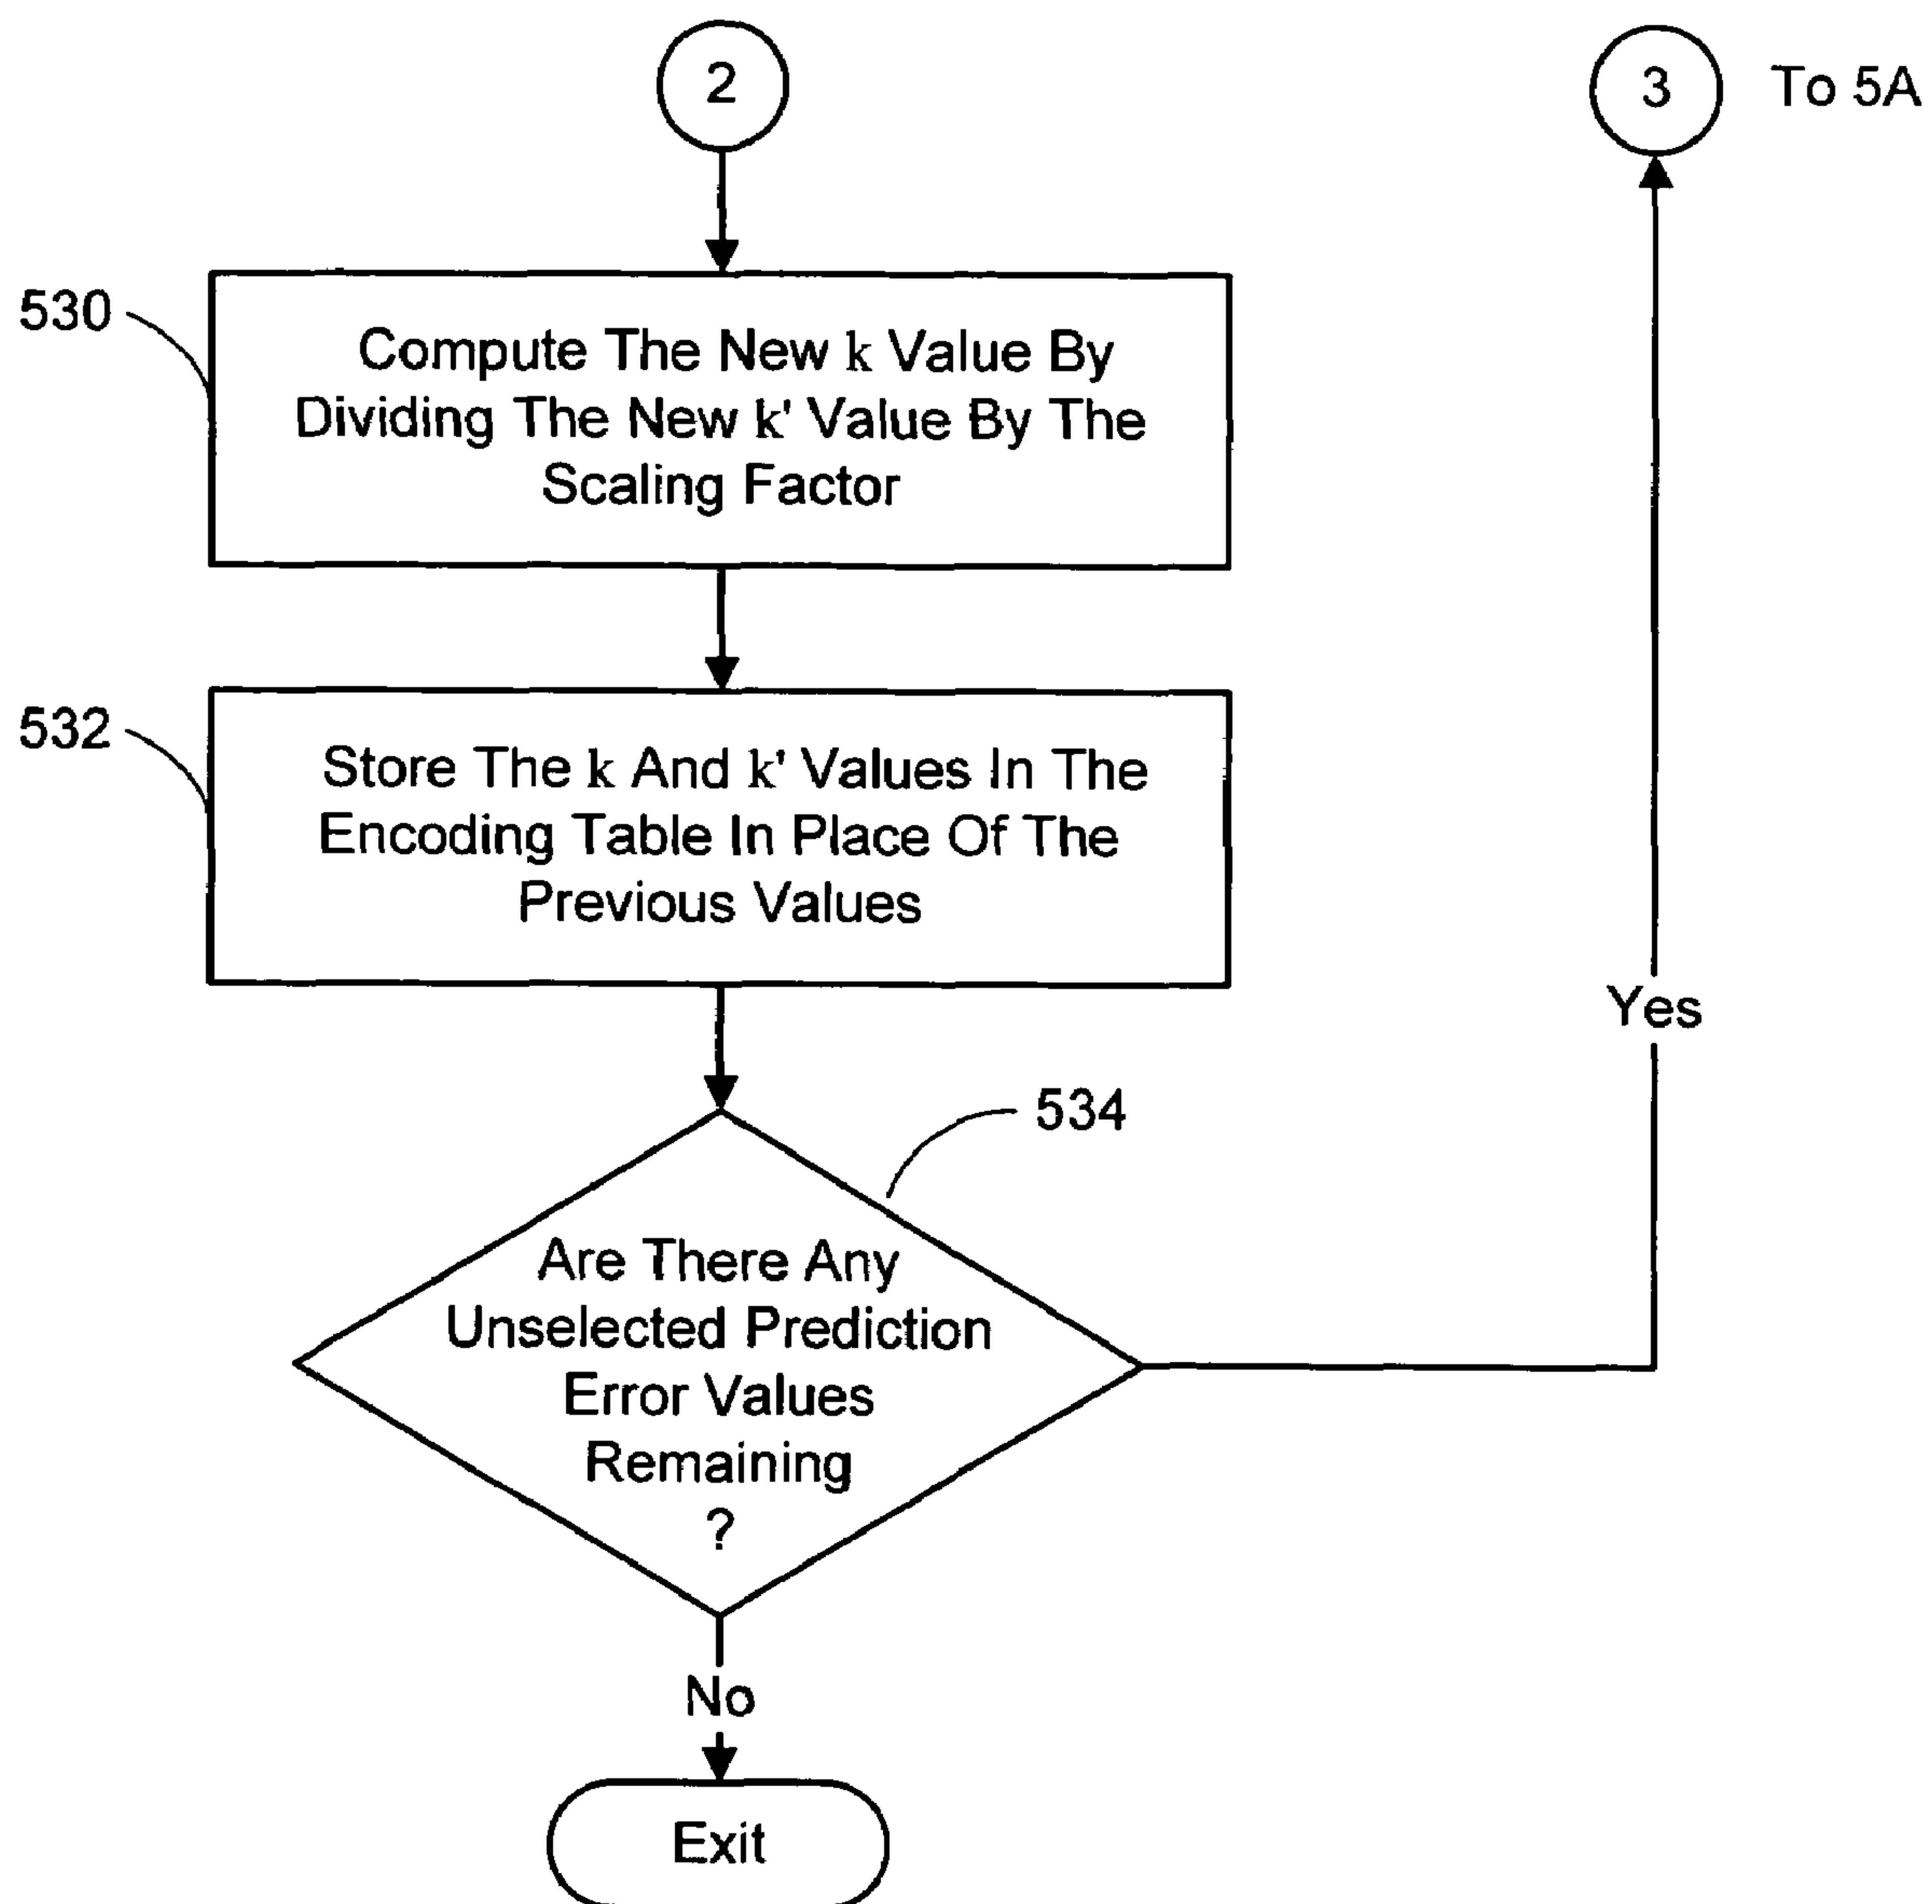 2
3 To 5A
530
Compute The New k Value By
Dividing The New k' Value By The
Scaling Factor
532
Store The k And k' Values In The
Encoding Table In Place Of The
Previous Values
Yes
534
Are There Any
Unselected Prediction
Error Values
Remaining
?
No
Exit